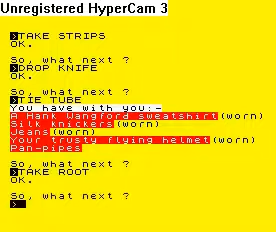 Unregistered HyperCam 3
>TAKE STRIPS
OK.
So, what next ?
>DROP KNIFE
OK.
So, what next ?
>TIE TUBE
You have with you:-
A Hank Wangford sweatshirt(worn)
Silk knickers(worn)
Jeans(worn)
Your trusty flying helmet(worn)
Pan-pipes
So, what next ?
>TAKE ROOT
OK.
So, what next ?
>